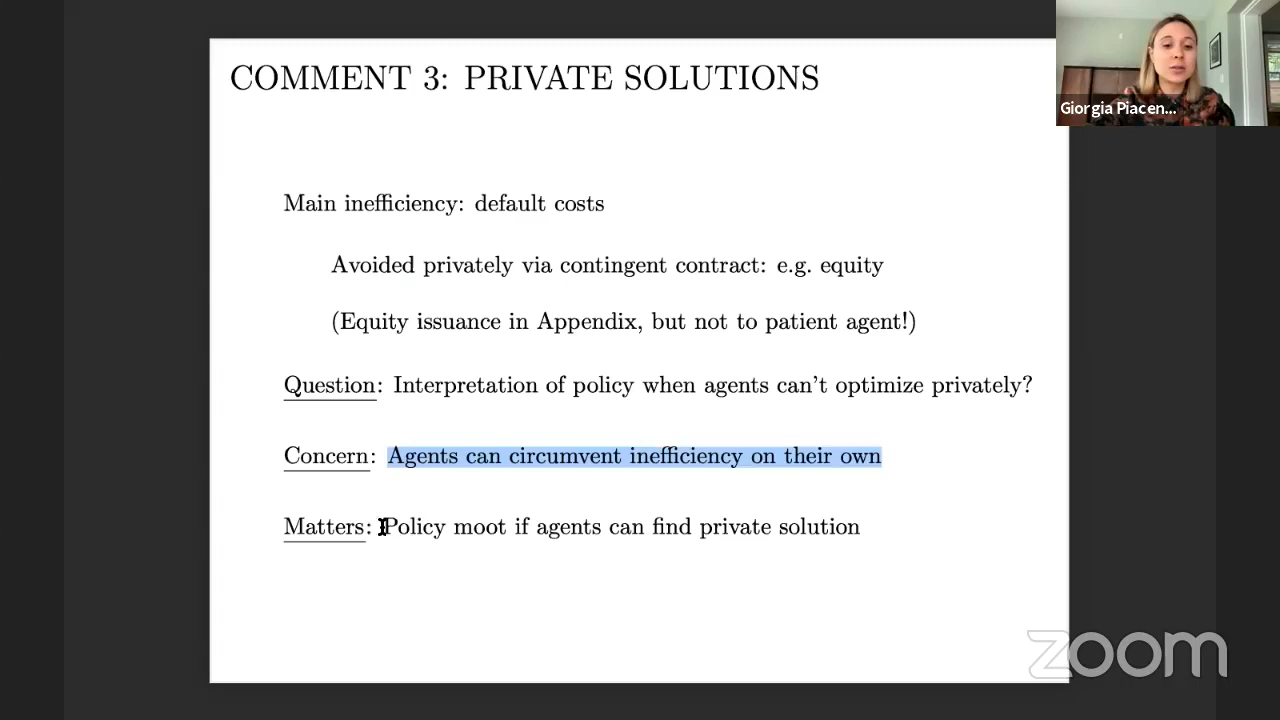 COMMENT 3: PRIVATE SOLUTIONS
Giorgia Piacen...
Main inefficiency: default costs
Avoided privately via contingent contract: e.g. equity
(Equity issuance in Appendix, but not to patient agent!)
Question: Interpretation of policy when agents can't optimize privately?
Concern: Agents can circumvent inefficiency on their own
Matters: Policy moot if agents can find private solution
zoom